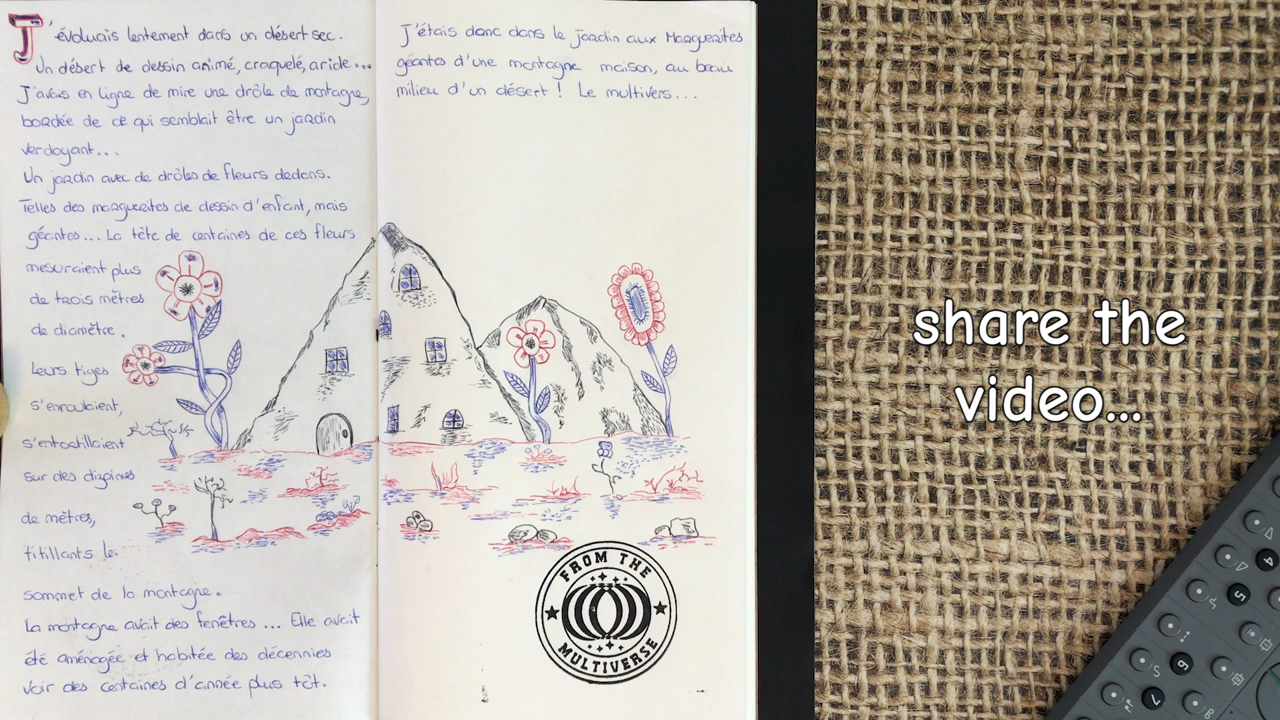 J'évoluais lentement dans un désert sec.
Un désert de dessin animé, craquelé, aride...
J'avais en ligne de mire une drôle de montagne,
bordée de ce qui semblait être un jardin
verdoyant...
Un jardin avec de drôles de fleurs dedans.
Telles des marguerites de dessin d'enfant, mais
géantes... La tête de certaines de ces fleurs
mesuraient plus
de trois mètres
de diamètre.
Leurs tiges
s'enroulaient,
s'entortillaient
sur des dizaines
de mètres,
titillants le
sommet de la montagne.
La montagne avait des fenêtres... Elle avait
été aménagée et habitée des décennies
voir des centaines d'année plus tôt.
J'étais donc dans le jardin aux Marguerites
géantes d'une montagne maison, au beau
milieu d'un désert ! Le multivers...
FROM THE
MULTIVERSE
share the
video...
4
5
6
7